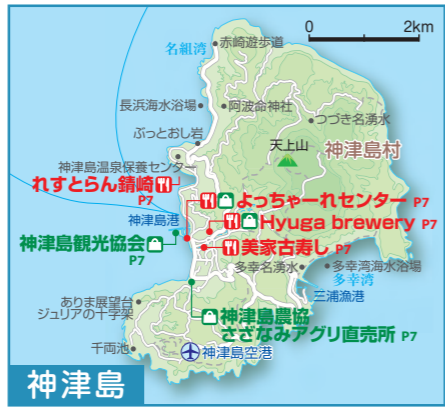 0 2km
名組湾
赤崎遊歩道
長浜海水浴場
阿波命神社
つづき名湧水
ぶっとおし岩
天上山
神津島村
神津島温泉保養センター
れすとらん錆崎
P7
よっちゃーれセンター P7
神津島港
Hyuga brewery P7
神津島観光協会
P7
美家古寿し P7
多幸名湧水
多幸湾海水浴場
多幸湾
三浦漁港
ありま展望台
ジュリアの十字架
神津島農協
さざなみアグリ直売所 P7
千両池
神津島空港
神津島